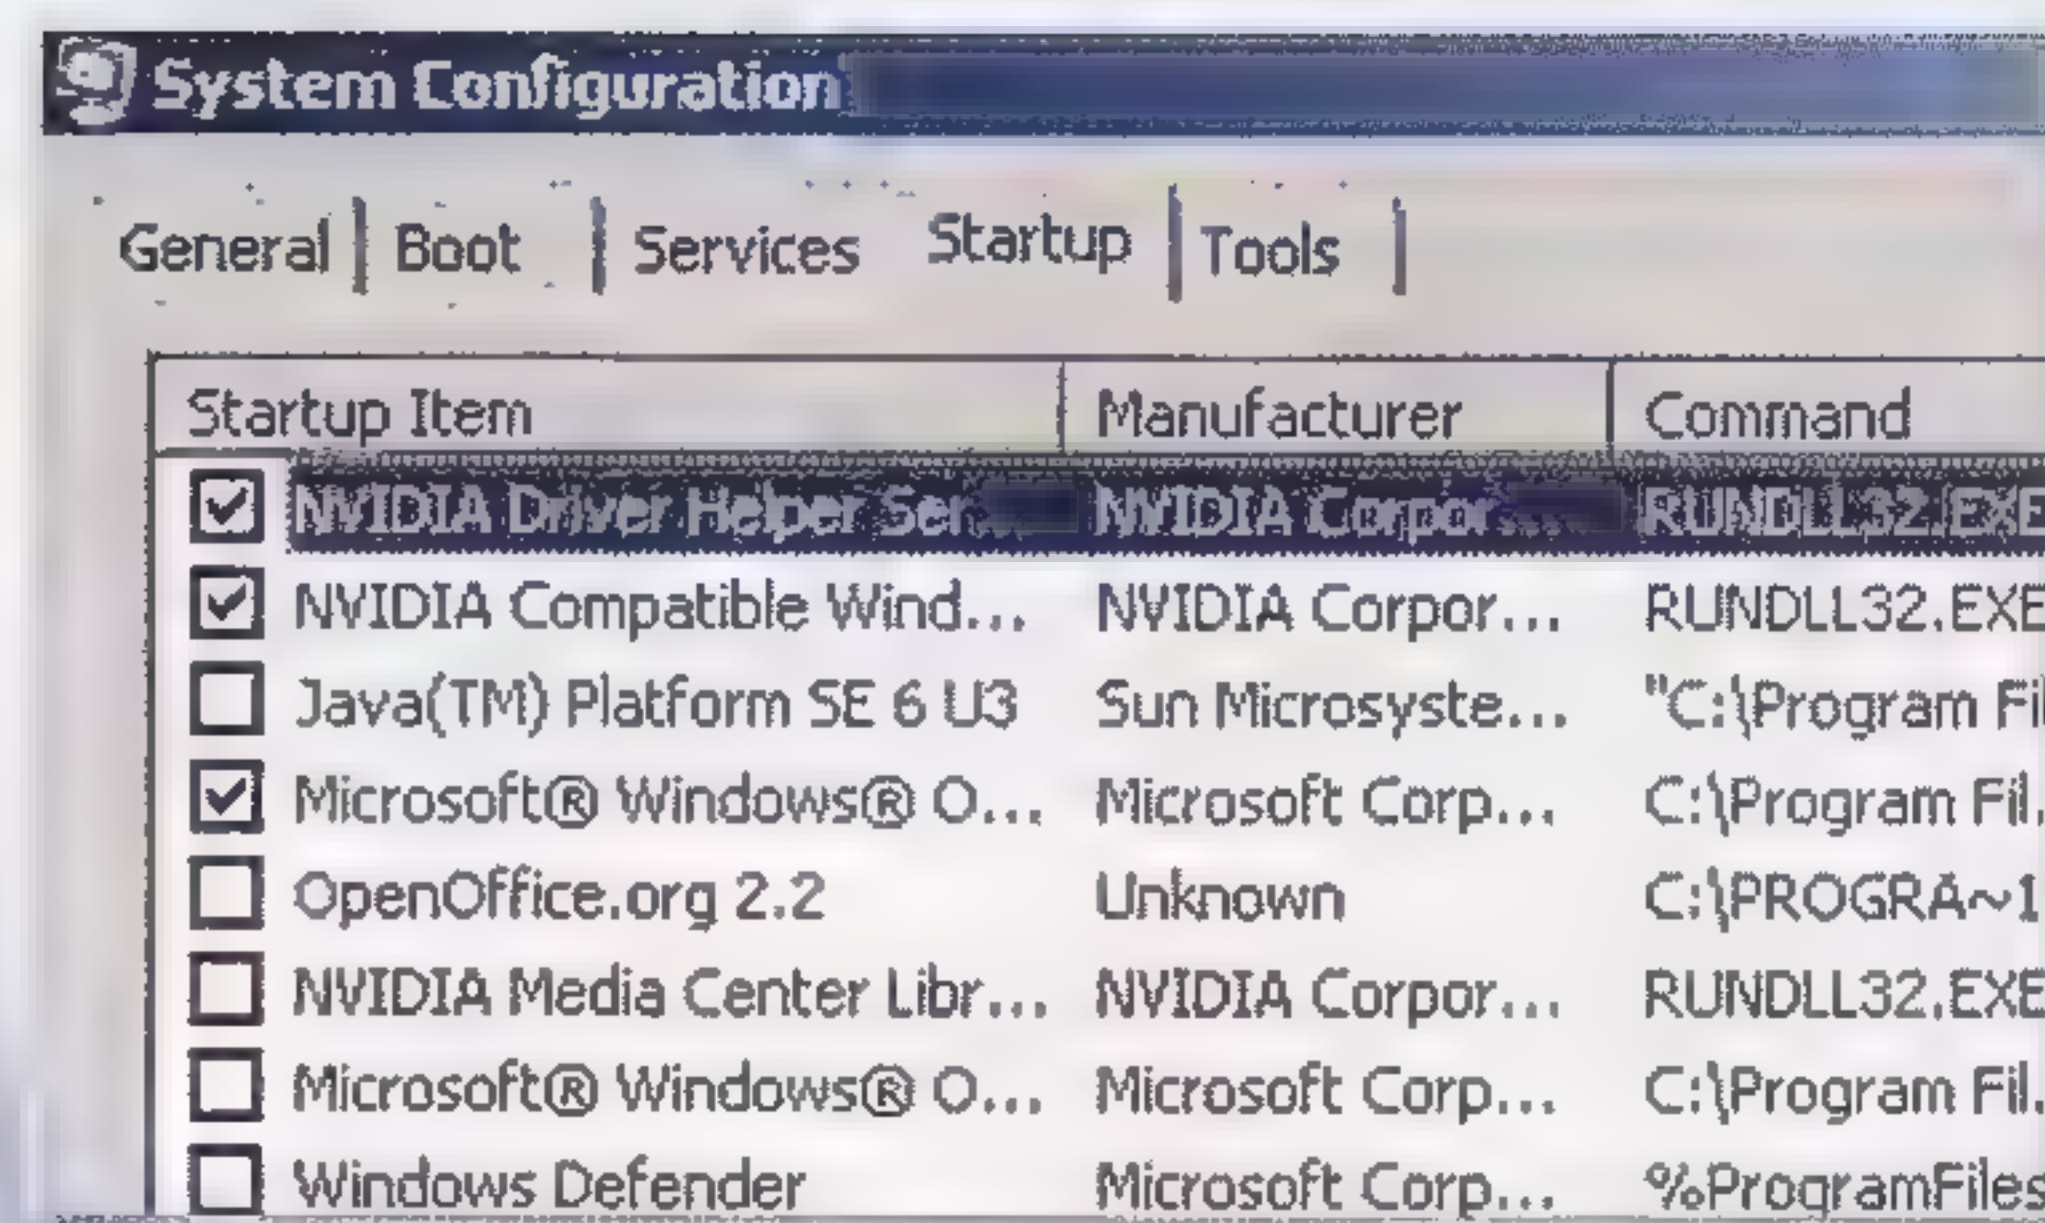 System Configuration
General Boot Services Startup Tools
Startup Item Manufacturer Command
NVIDIA Driver Helper Ser... NVIDIA Corpor... RUNDLL32.EXE
NVIDIA Compatible Wind... NVIDIA Corpor... RUNDLL32.EXE
Java(TM) Platform SE 6 U3 Sun Microsyste... "C:\Program Fil
Microsoft® Windows® O... Microsoft Corp... C:\Program Fil.
OpenOffice.org 2.2 Unknown C:\PROGRA~1
NVIDIA Media Center Libr... NVIDIA Corpor... RUNDLL32.EXE
Microsoft® Windows® O... Microsoft Corp... C:\Program Fil.
Windows Defender Microsoft Corp... %ProgramFiles